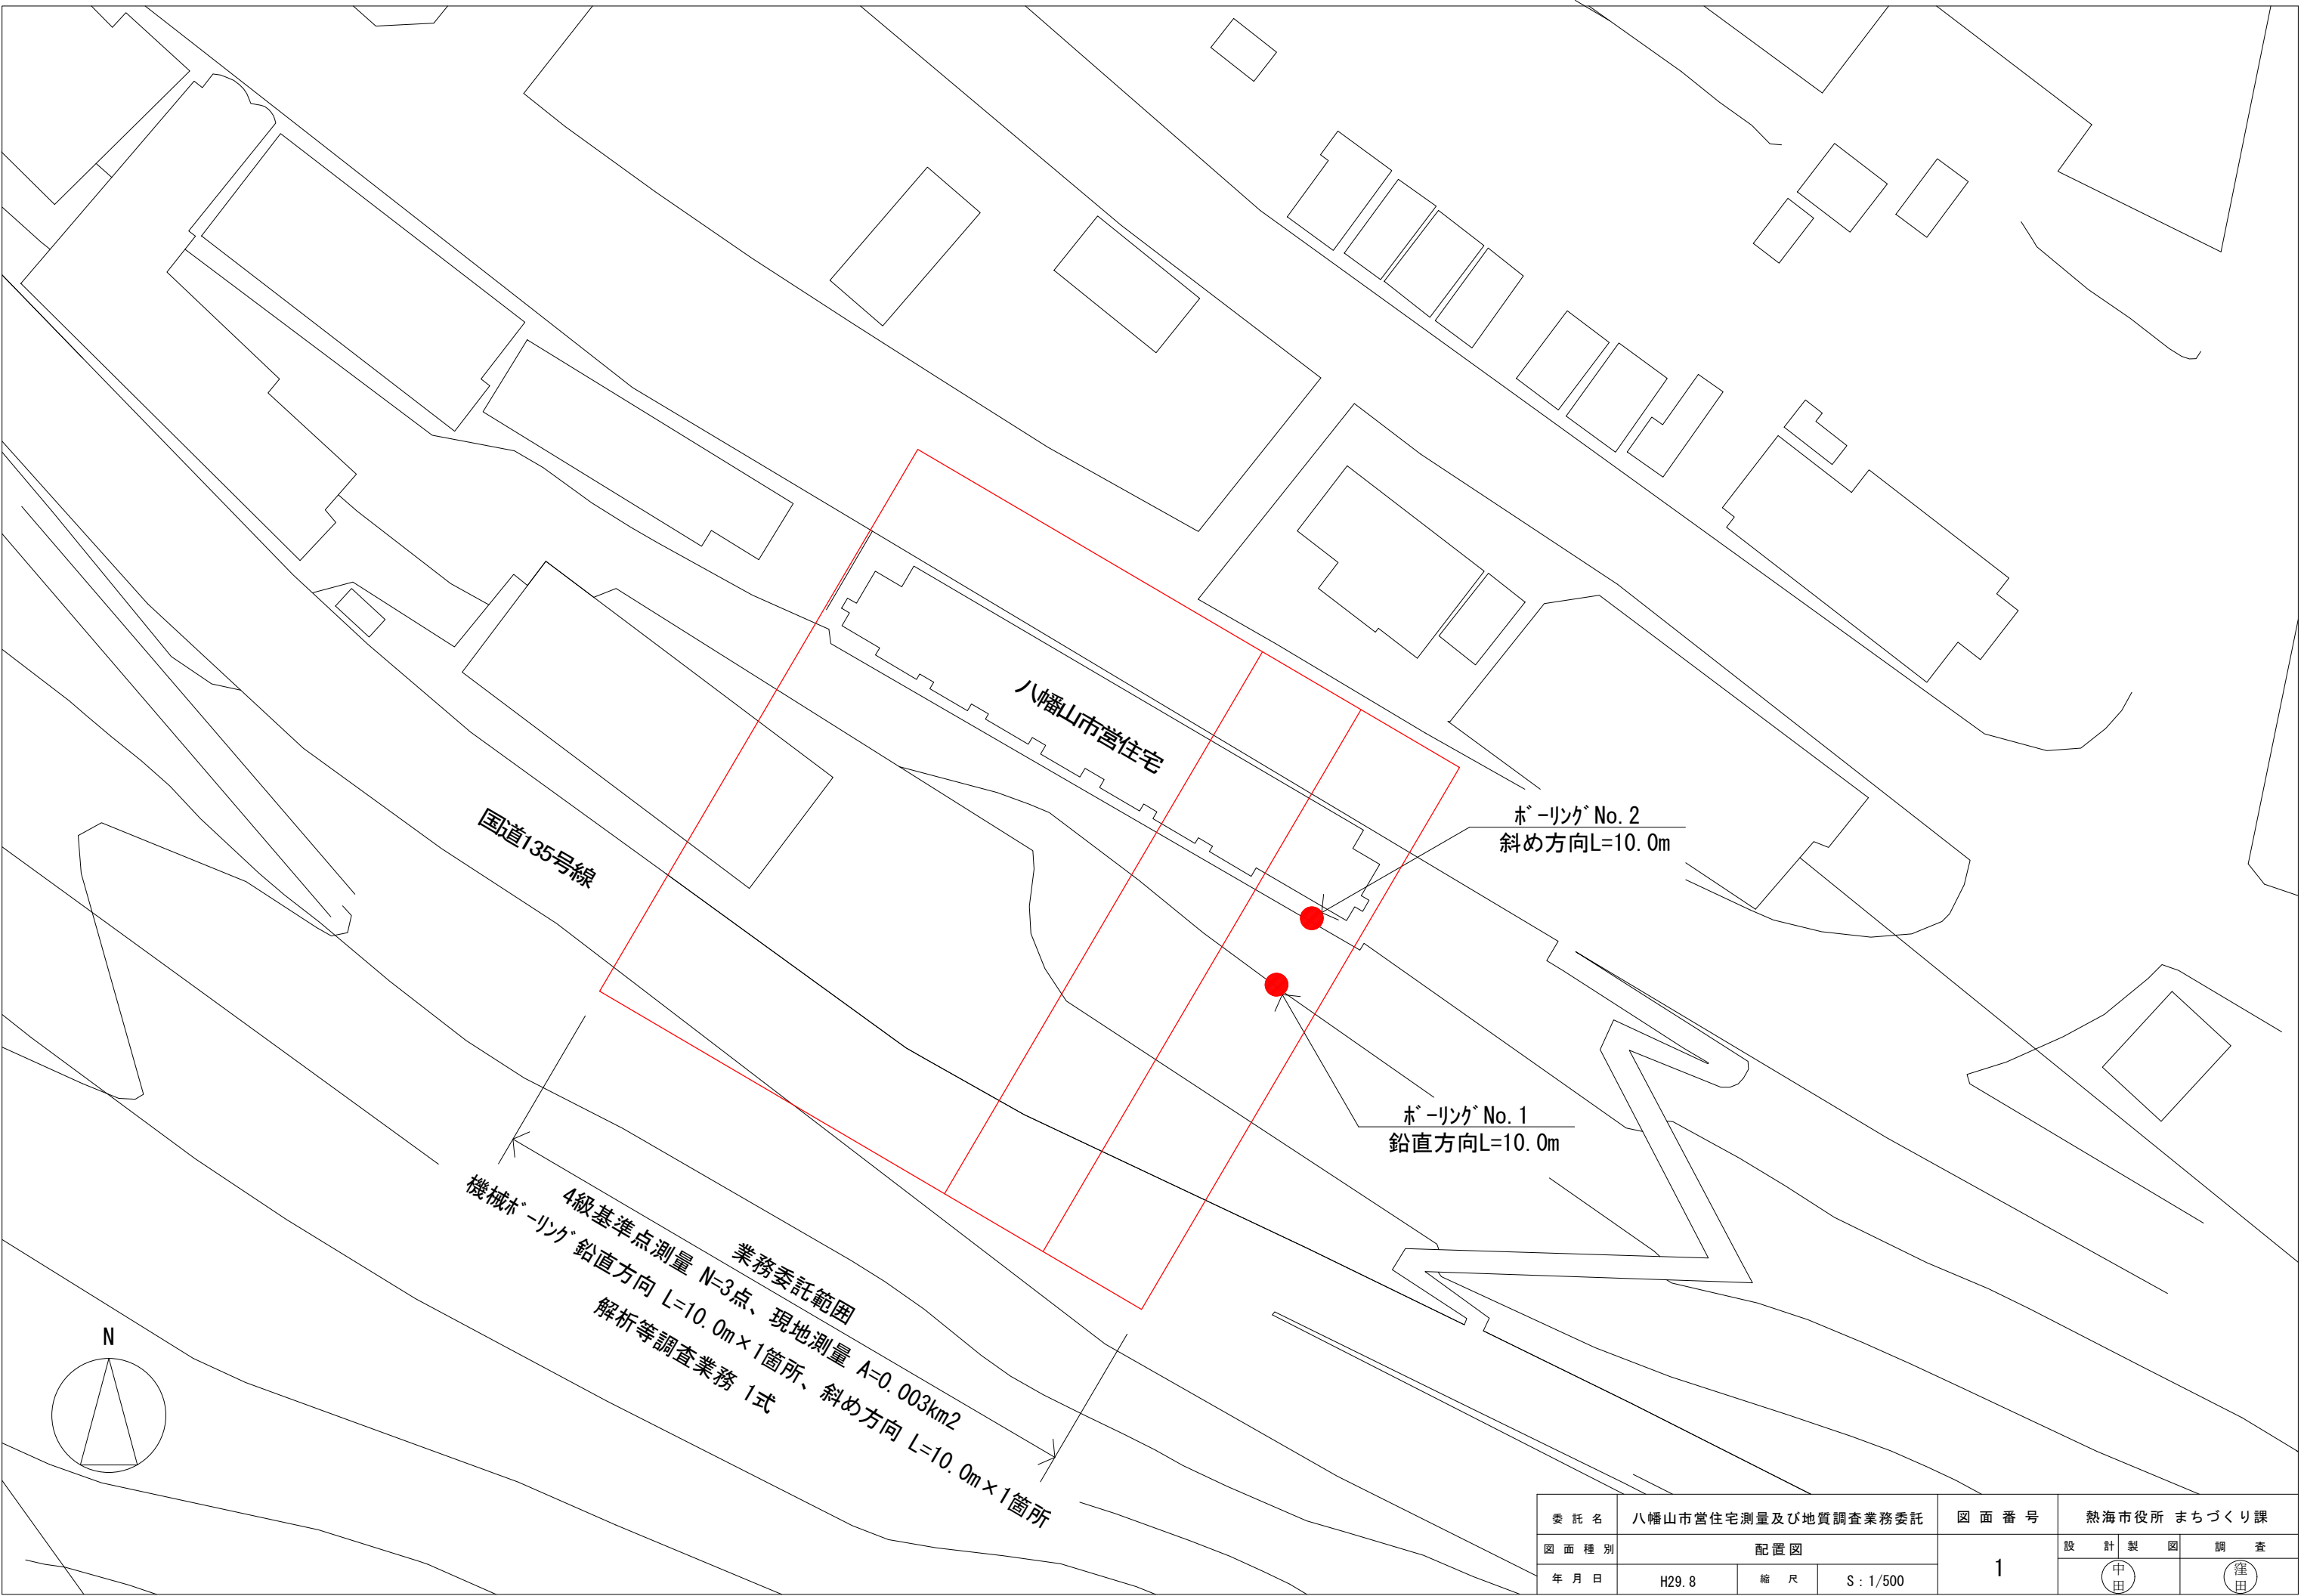 八幡山市営住宅
ﾎﾞｰﾘﾝｸﾞNo.2
斜め方向L=10.0m
国道135号線
ﾎﾞｰﾘﾝｸﾞNo.1
鉛直方向L=10.0m
業務委託範囲
4級基準点測量 N=3点、現地測量 A=0.003km2
機械ﾎﾞｰﾘﾝｸﾞ鉛直方向 L=10.0m×1箇所、斜め方向 L=10.0m×1箇所
解析等調査業務 1式
N
委託名 八幡山市営住宅測量及び地質調査業務委託 図面番号 熱海市役所 まちづくり課
図面種別 配置図 1 設計 製図 調査
年月日 H29.8 縮尺 S:1/500 中田 窪田